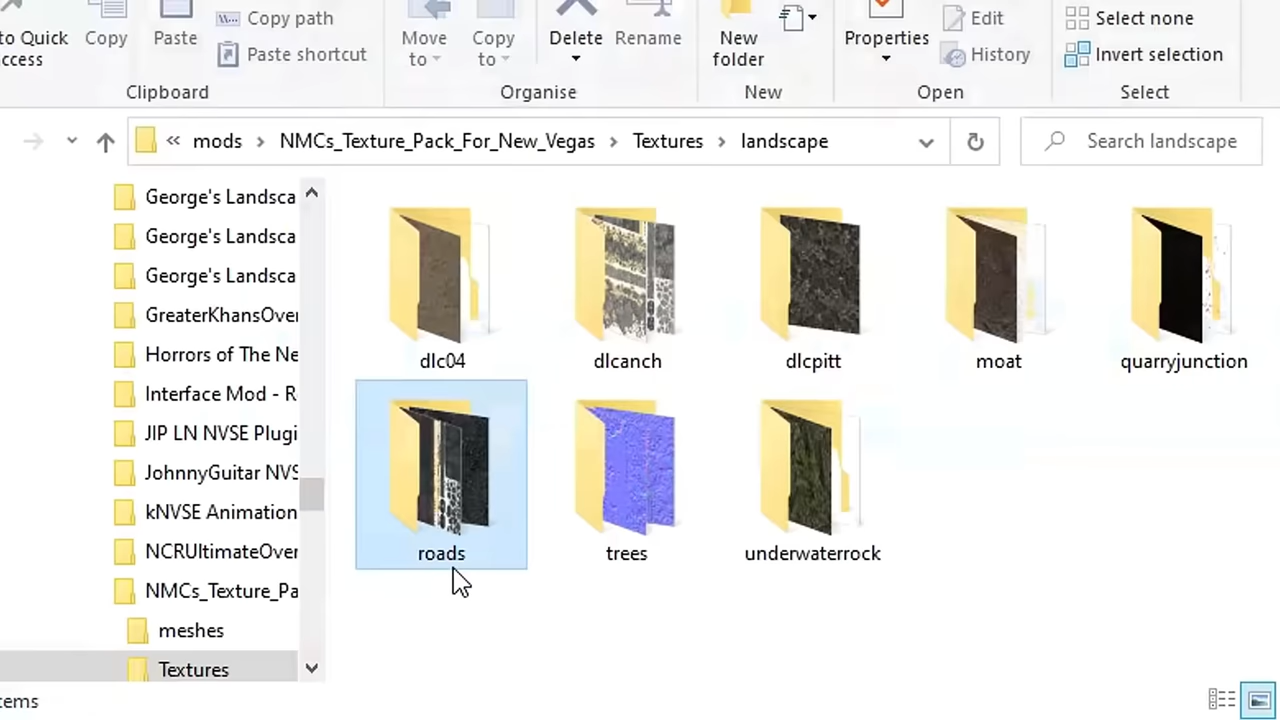 to Quick
ccess
Copy
Paste
Copy path
Paste shortcut
Clipboard
Move
to
Copy
to
Delete
Rename
Organise
New
folder
New
Properties
Edit
History
Open
Select none
Invert selection
Select
« mods > NMCs_Texture_Pack_For_New_Vegas > Textures > landscape
Search landscape
George's Landsca
George's Landsca
George's Landsca
GreaterKhansOver
Horrors of The Ne
Interface Mod - R
JIP LN NVSE Plugi
JohnnyGuitar NVS
kNVSE Animation
NCRUltimateOver
NMCs_Texture_Pa
meshes
Textures
dlc04
dlcanch
dlcpitt
moat
quarryjunction
roads
trees
underwaterrock
tems